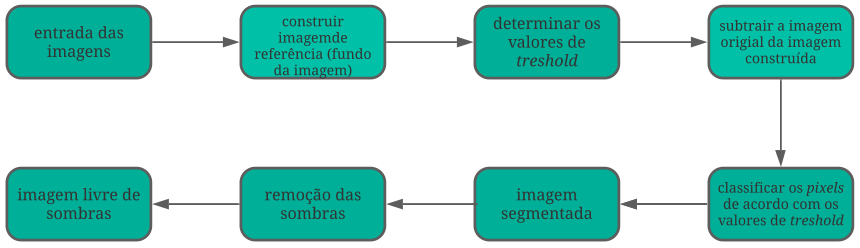 entrada das
imagens
construir
imagemde
referência (fundo
da imagem)
determinar os
valores de
treshold
subtrair a imagem
origial da imagem
construída
classificar os pixels
de acordo com os
valores de treshold
imagem
segmentada
remoção das
sombras
imagem livre de
sombras